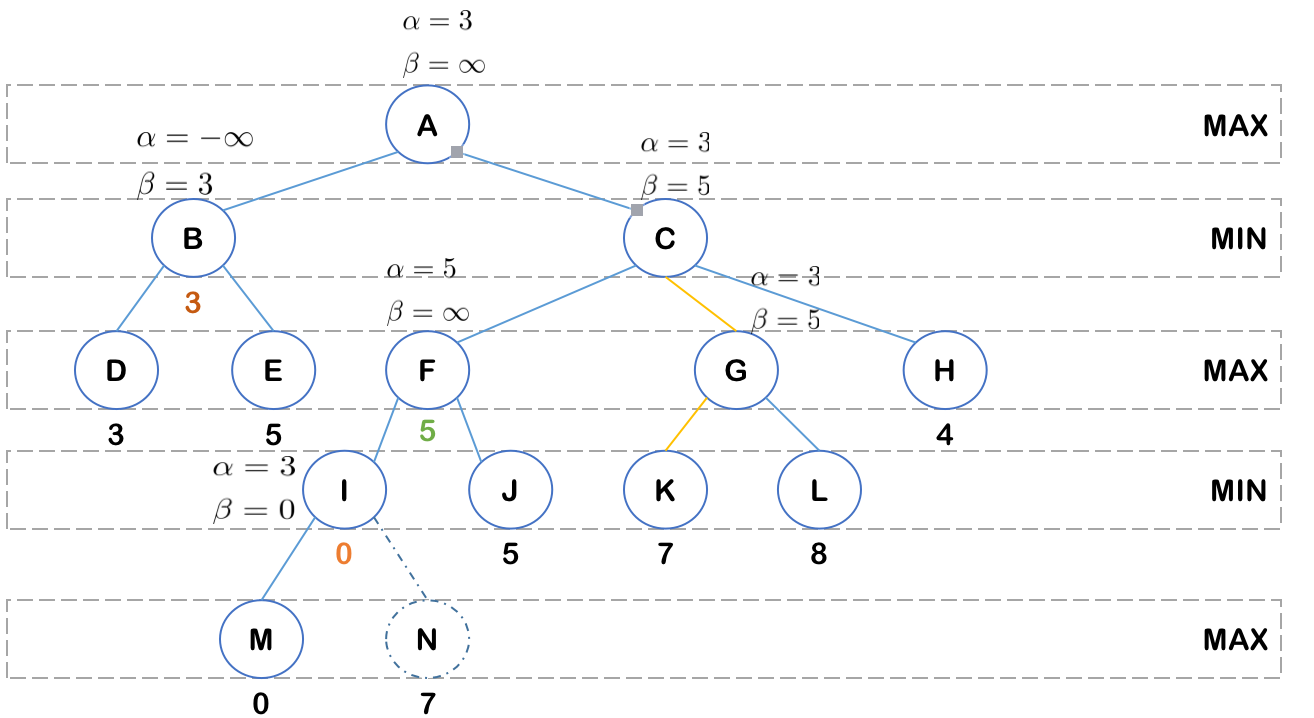 α = 3
β = ∞
A
MAX
α = −∞
β = 3
α = 3
β = 5
B
C
MIN
3
α = 5
β = ∞
α = 3
β = 5
D
E
F
G
H
MAX
3
5
5
4
α = 3
β = 0
I
J
K
L
MIN
0
5
7
8
M
N
MAX
0
7